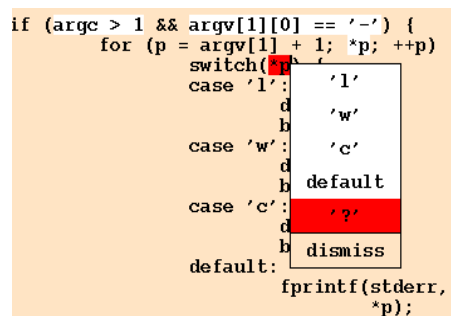 if (argc > 1 && argv[1][0] == '-') {
for (p = argv[1] + 1; *p; ++p)
switch(*p) {
case 'l':
d
b
case 'w':
d
b
case 'c':
d
b
default:
fprintf(stderr,
*p);
'l'
'w'
'c'
default
'?'
dismiss